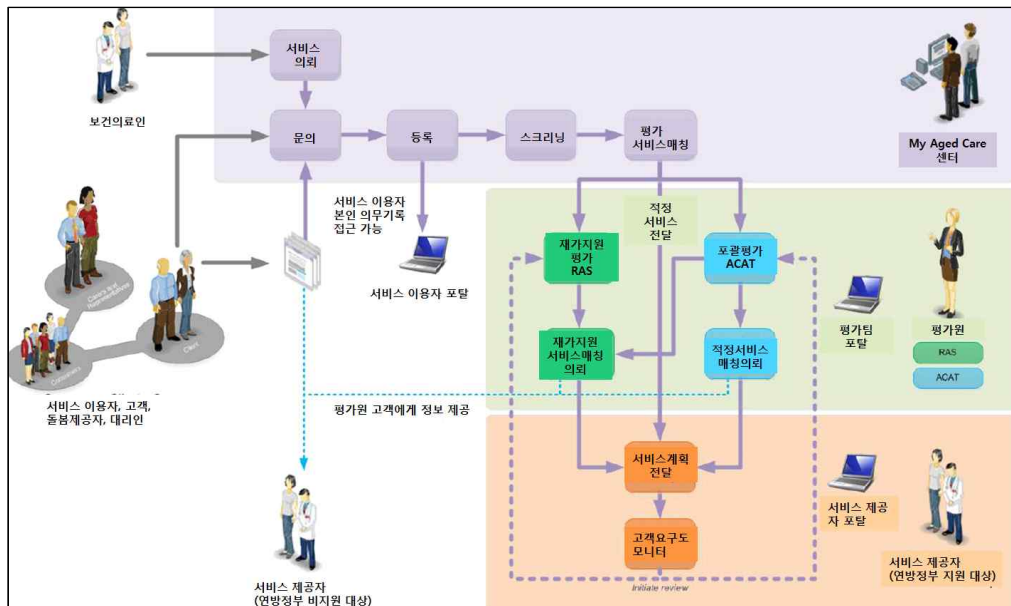 서비스
의뢰
보건의료인
문의
등록
스크리닝
평가
서비스매칭
My Aged Care
센터
서비스 이용자
본인 의무기록
접근 가능
서비스 이용자 포탈
적정
서비스
전달
재가지원
평가
RAS
포괄평가
ACAT
평가팀
포탈
평가원
RAS
ACAT
재가지원
서비스매칭
의뢰
적정서비스
매칭의뢰
Carers and
Representatives
Client
Community
서비스 이용자, 고객,
돌봄제공자, 대리인
평가원 고객에게 정보 제공
서비스계획
전달
고객요구도
모니터
Initiate review
서비스 제공
자 포탈
서비스 제공자
(연방정부 지원 대상)
서비스 제공자
(연방정부 비지원 대상)